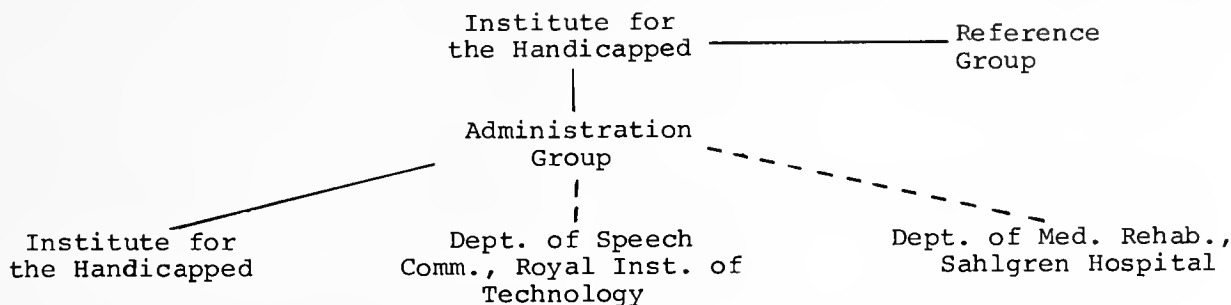 Institute for
the Handicapped
Reference
Group
Administration
Group
Institute for
the Handicapped
Dept. of Speech
Comm., Royal Inst. of
Technology
Dept. of Med. Rehab.,
Sahlgren Hospital